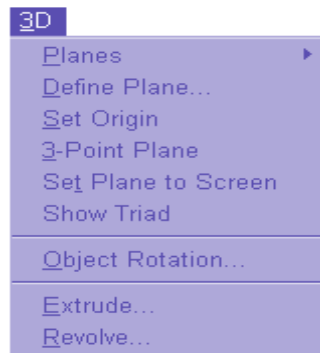 3D
Planes
Define Plane...
Set Origin
3-Point Plane
Set Plane to Screen
Show Triad
Object Rotation...
Extrude...
Revolve...